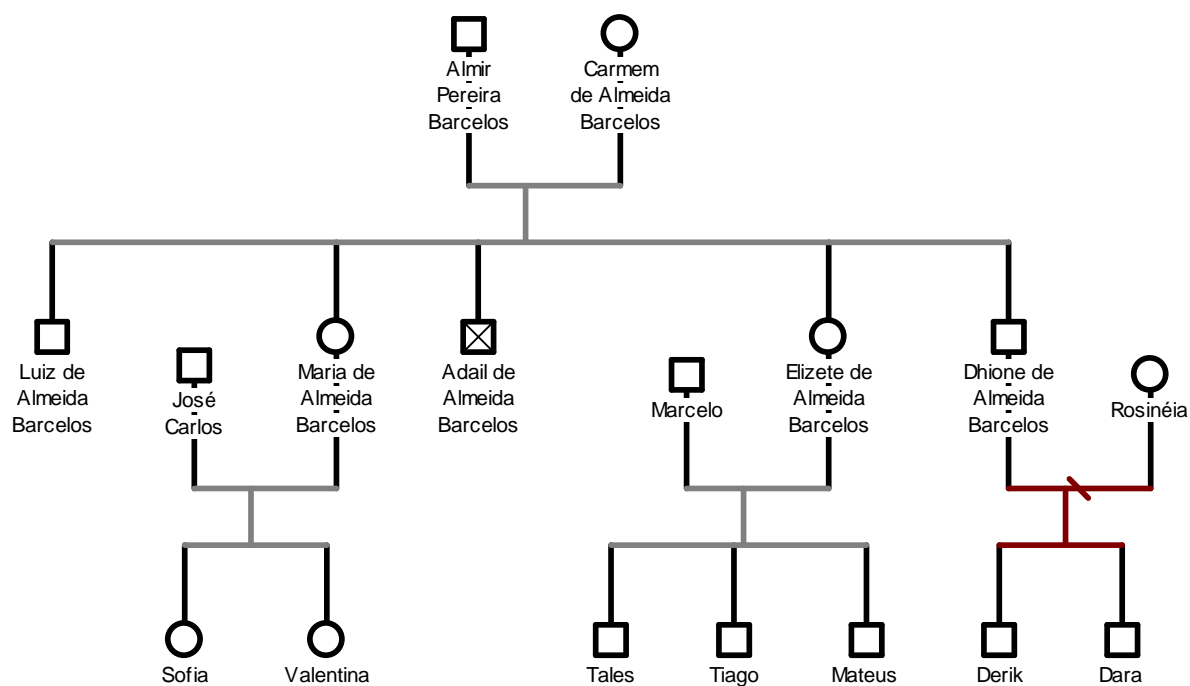 Almir
Pereira
Barcelos
Carmem
de Almeida
Barcelos
Luiz de
Almeida
Barcelos
José
Carlos
Maria de
Almeida
Barcelos
Adail de
Almeida
Barcelos
Marcelo
Elizete de
Almeida
Barcelos
Dhione de
Almeida
Barcelos
Rosinéia
Sofia
Valentina
Tales
Tiago
Mateus
Derik
Dara